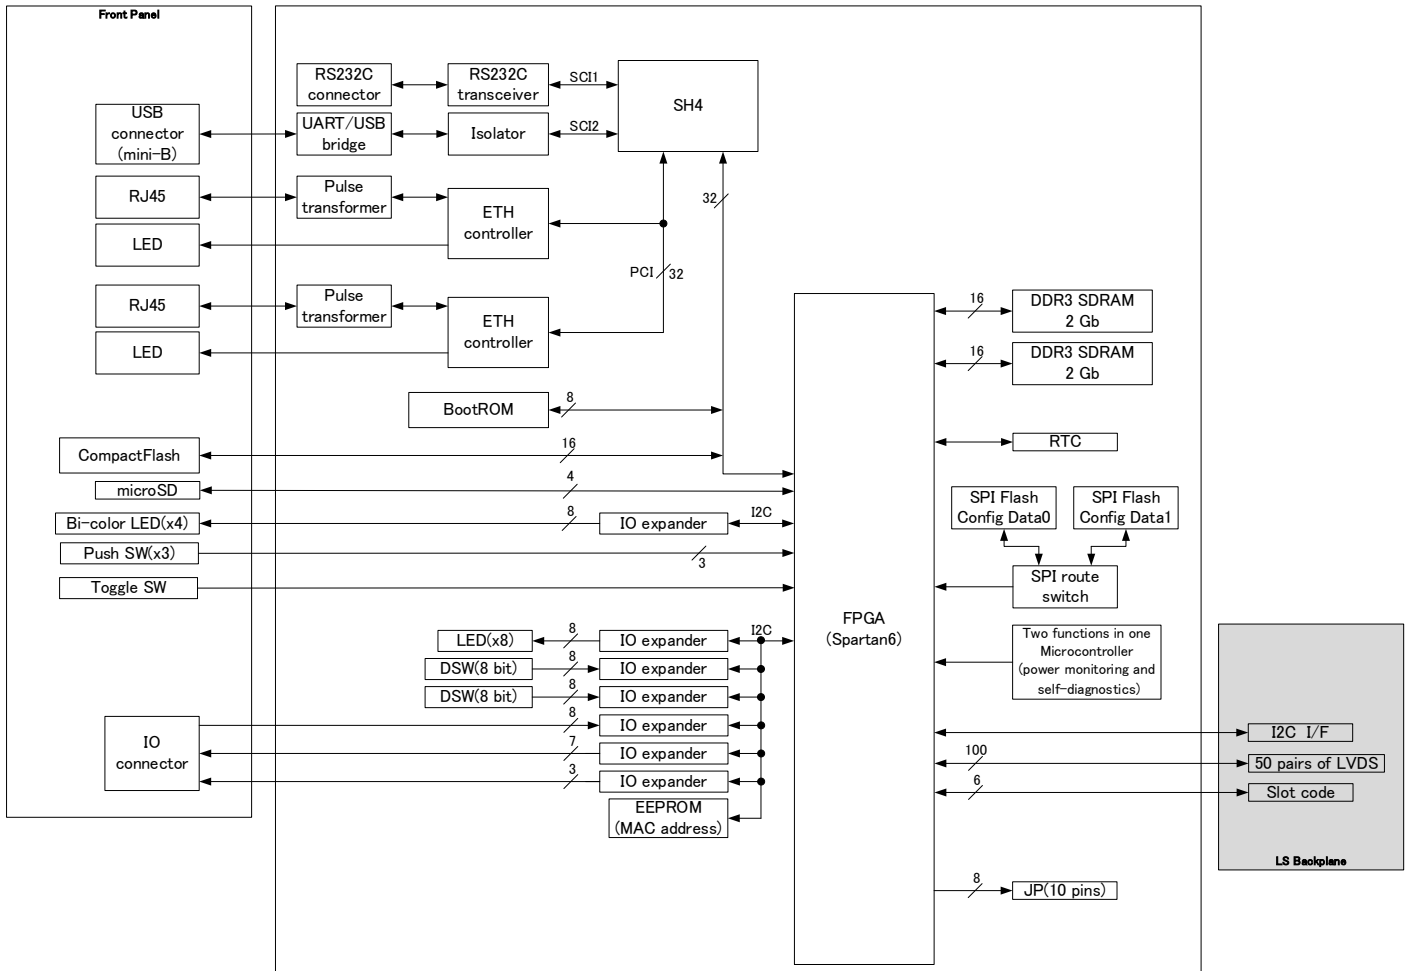 Front Panel
RS232C
connector
RS232C
transceiver
SCI1
SH4
USB
connector
(mini-B)
UART/USB
bridge
Isolator
SCI2
RJ45
Pulse
transformer
ETH
controller
32
LED
PCI
32
RJ45
Pulse
transformer
ETH
controller
LED
16
DDR3 SDRAM
2 Gb
16
DDR3 SDRAM
2 Gb
BootROM
8
CompactFlash
16
RTC
microSD
4
SPI Flash
Config Data0
SPI Flash
Config Data1
Bi-color LED(x4)
8
IO expander
I2C
Push SW(x3)
3
Toggle SW
SPI route
switch
FPGA
(Spartan6)
LED(x8)
8
IO expander
I2C
Two functions in one
Microcontroller
(power monitoring and
self-diagnostics)
DSW(8 bit)
8
IO expander
DSW(8 bit)
8
IO expander
IO
connector
8
IO expander
7
IO expander
3
IO expander
EEPROM
(MAC address)
I2C I/F
100
50 pairs of LVDS
6
Slot code
LS Backplane
8
JP(10 pins)